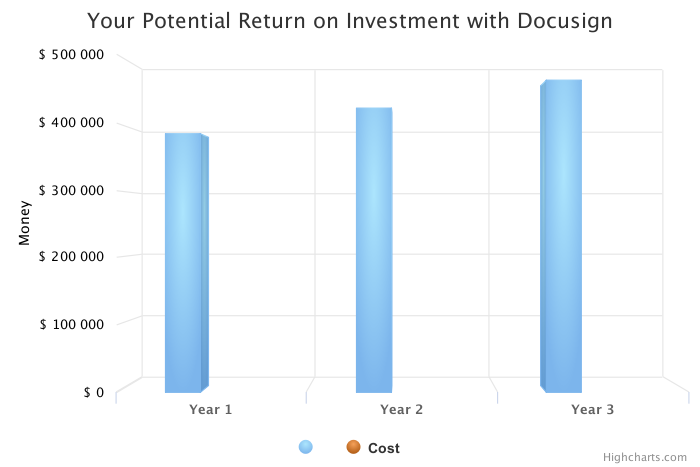 Your Potential Return on Investment with Docusign
$ 500 000
$ 400 000
$ 300 000
$ 200 000
$ 100 000
$ 0
Money
Year 1
Year 2
Year 3
Cost
Highcharts.com